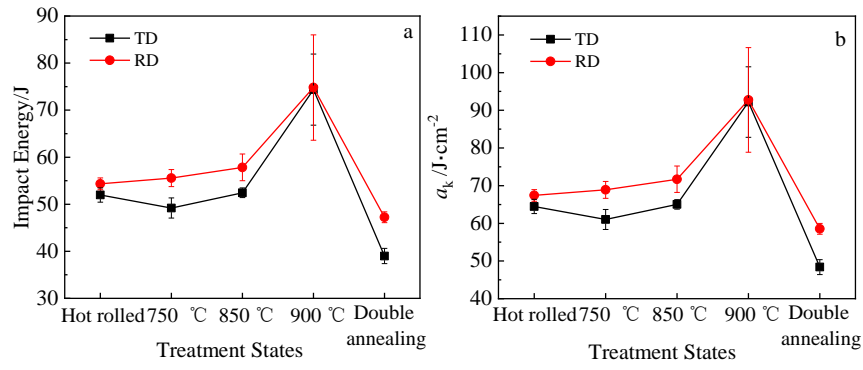 90
80
70
60
50
40
30
Impact Energy/J
TD
RD
a
Hot rolled 750 ℃ 850 ℃ 900 ℃ Double
annealing
Treatment States
110
100
90
80
70
60
50
40
aₖ /J·cm⁻²
TD
RD
b
Hot rolled 750 ℃ 850 ℃ 900 ℃ Double
annealing
Treatment States